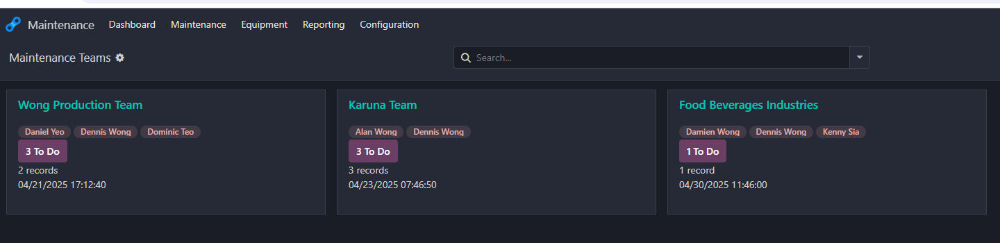 Maintenance Dashboard Maintenance Equipment Reporting Configuration
Maintenance Teams Search...
Wong Production Team
Daniel Yeo Dennis Wong Dominic Teo
3 To Do
2 records
04/21/2025 17:12:40
Karuna Team
Alan Wong Dennis Wong
3 To Do
3 records
04/23/2025 07:46:50
Food Beverages Industries
Damien Wong Dennis Wong Kenny Sia
1 To Do
1 record
04/30/2025 11:46:00